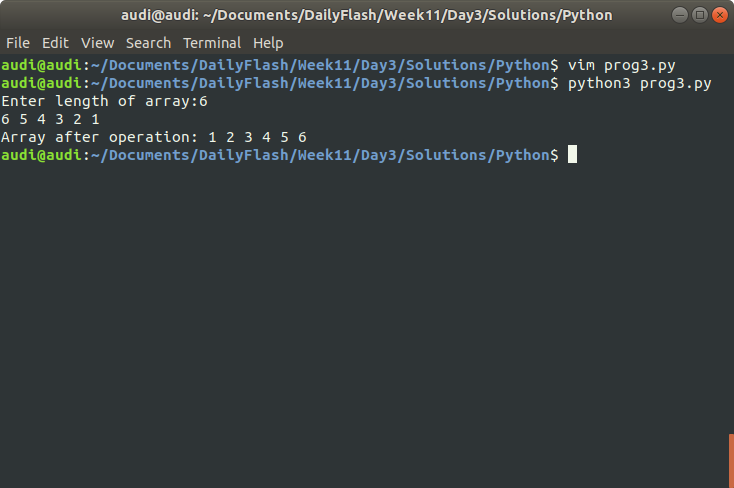 audi@audi: ~/Documents/DailyFlash/Week11/Day3/Solutions/Python
File Edit View Search Terminal Help
audi@audi:~/Documents/DailyFlash/Week11/Day3/Solutions/Python$ vim prog3.py
audi@audi:~/Documents/DailyFlash/Week11/Day3/Solutions/Python$ python3 prog3.py
Enter length of array:6
6 5 4 3 2 1
Array after operation: 1 2 3 4 5 6
audi@audi:~/Documents/DailyFlash/Week11/Day3/Solutions/Python$